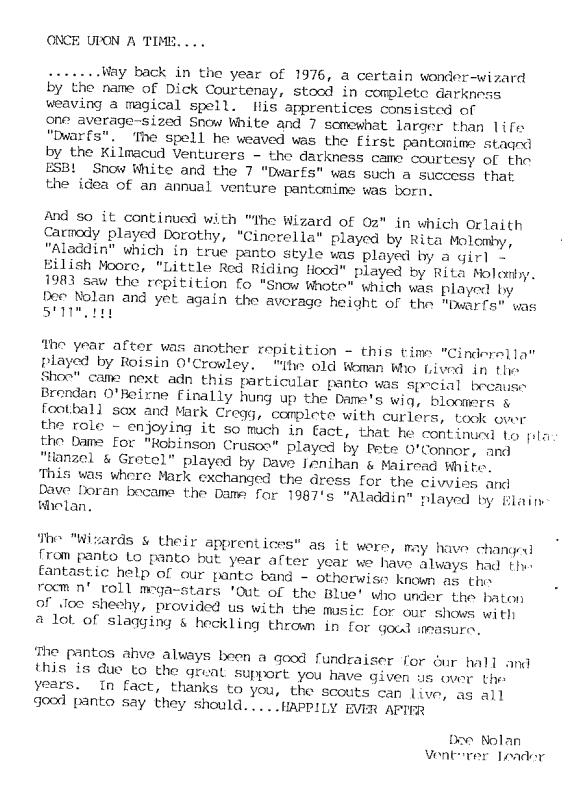 ONCE UPON A TIME....
.......Way back in the year of 1976, a certain wonder-wizard
by the name of Dick Courtenay, stood in complete darkness
weaving a magical spell. His apprentices consisted of
one average-sized Snow White and 7 somewhat larger than life
"Dwarfs". The spell he weaved was the first pantomime staged
by the Kilmacud Venturers - the darkness came courtesy of the
ESB! Snow White and the 7 "Dwarfs" was such a success that
the idea of an annual venture pantomime was born.
And so it continued with "The Wizard of Oz" in which Orlaith
Carmody played Dorothy, "Cinerella" played by Rita Molomby,
"Aladdin" which in true panto style was played by a girl -
Eilish Moore, "Little Red Riding Hood" played by Rita Molomby.
1983 saw the repitition fo "Snow Whote" which was played by
Dee Nolan and yet again the average height of the "Dwarfs" was
5'11".!!!
The year after was another repitition - this time "Cinderella"
played by Roisin O'Crowley. "The old Woman Who Lived in the
Shoe" came next adn this particular panto was special because
Brendan O'Beirne finally hung up the Dame's wig, bloomers &
football sox and Mark Cregg, complete with curlers, took over
the role - enjoying it so much in fact, that he continued to play
the Dame for "Robinson Crusoe" played by Pete O'Connor, and
"Hanzel & Gretel" played by Dave Lenihan & Mairead White.
This was where Mark exchanged the dress for the civvies and
Dave Doran became the Dame for 1987's "Aladdin" played by Elaine
Whelan.
The "Wizards & their apprentices" as it were, may have changed
from panto to panto but year after year we have always had the
fantastic help of our panto band - otherwise known as the
rocm n' roll mega-stars 'Out of the Blue' who under the baton
of Joe sheehy, provided us with the music for our shows with
a lot of slagging & heckling thrown in for good measure.
The pantos ahve always been a good fundraiser for our hall and
this is due to the great support you have given us over the
years. In fact, thanks to you, the scouts can live, as all
good panto say they should.....HAPPILY EVER AFTER
Dee Nolan
Venturer Leader